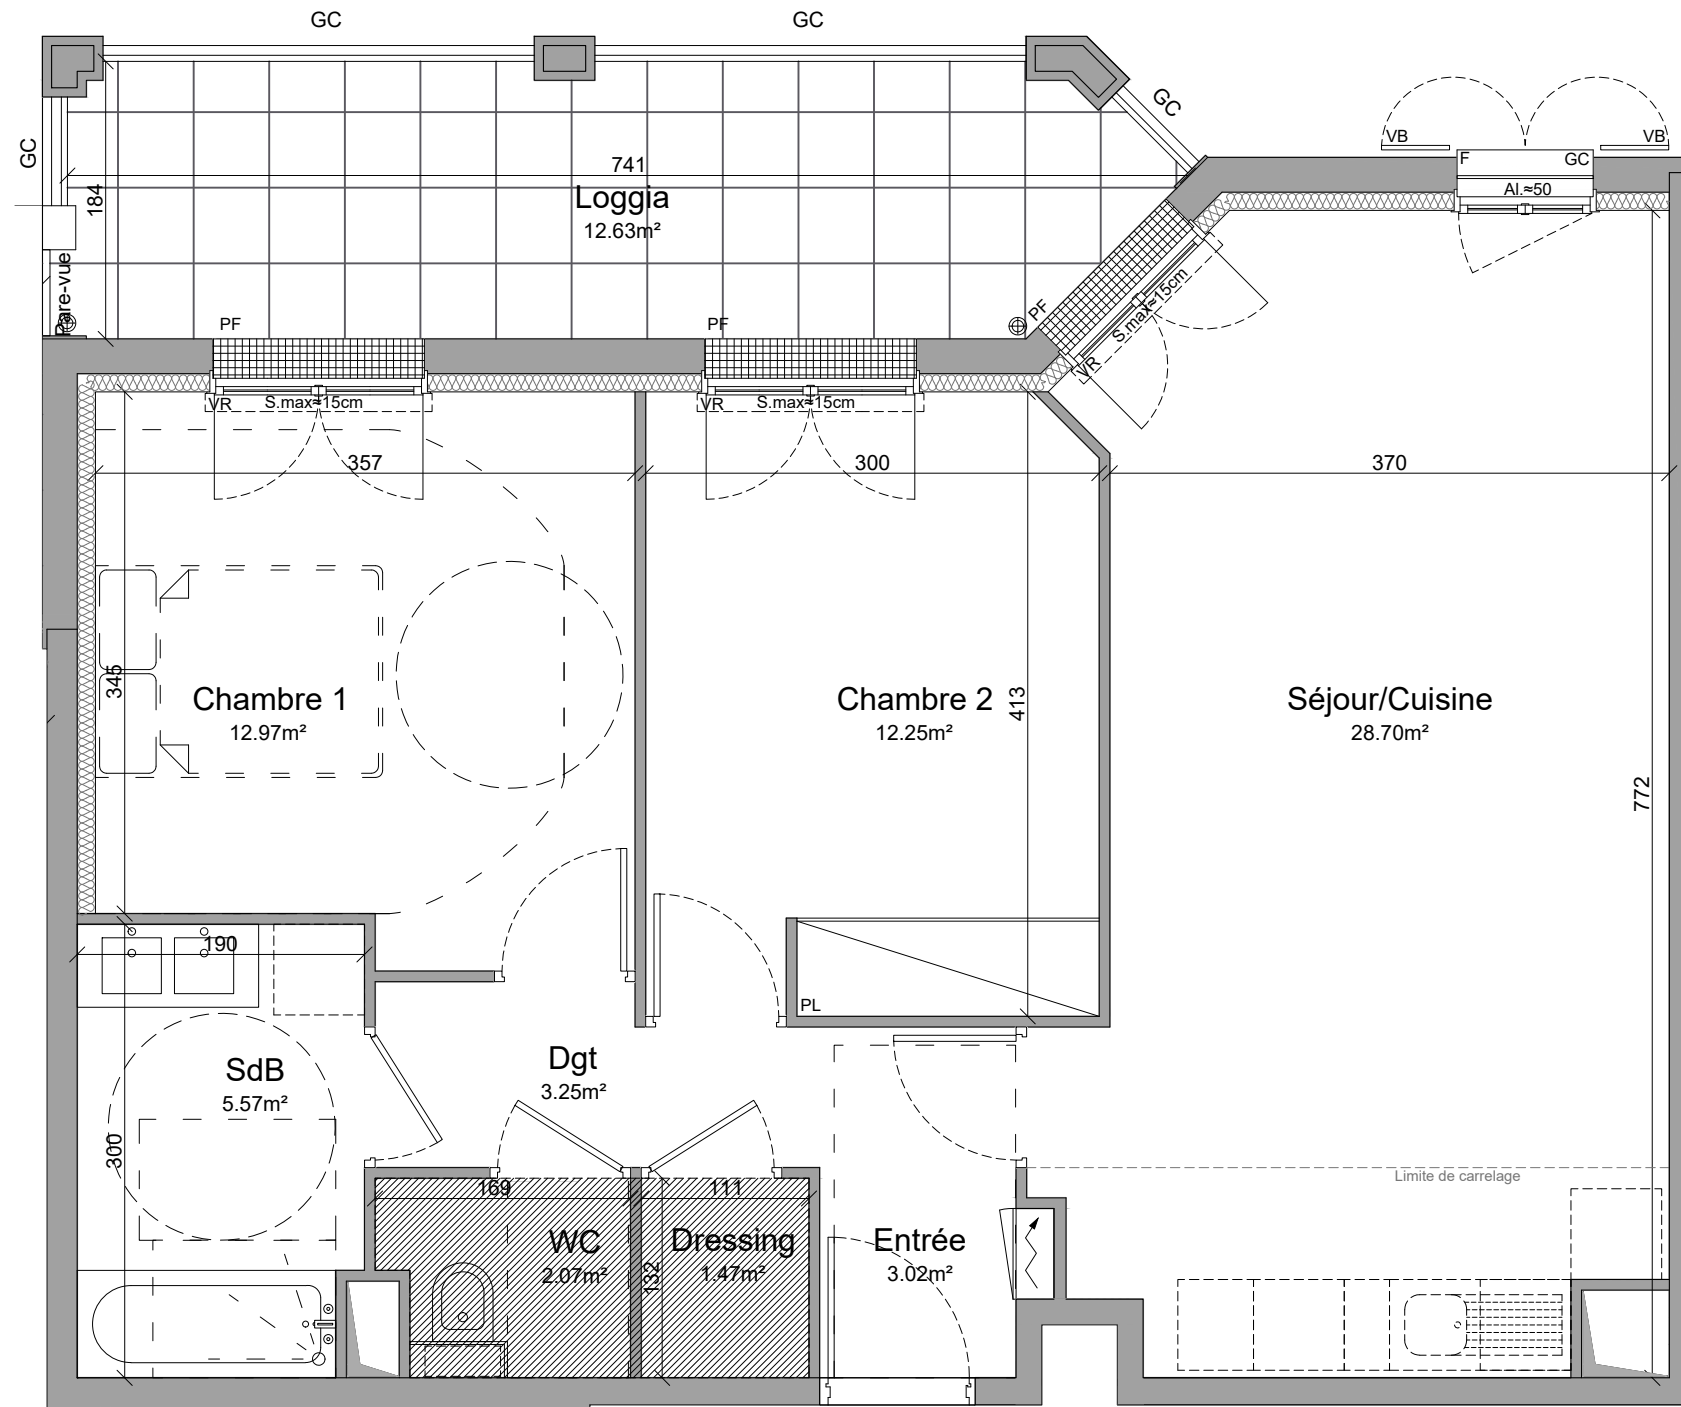 GC
GC
GC
GC
VB
VB
F
GC
Al.≈50
741
Loggia
12.63m²
184
Pare-vue
PF
PF
PF
S.max≈15cm
VR
VR
S.max≈15cm
VR
S.max≈15cm
357
300
370
345
Chambre 1
12.97m²
Chambre 2
12.25m²
413
Séjour/Cuisine
28.70m²
772
190
PL
SdB
5.57m²
Dgt
3.25m²
300
Limite de carrelage
169
111
WC
2.07m²
132
Dressing
1.47m²
Entrée
3.02m²